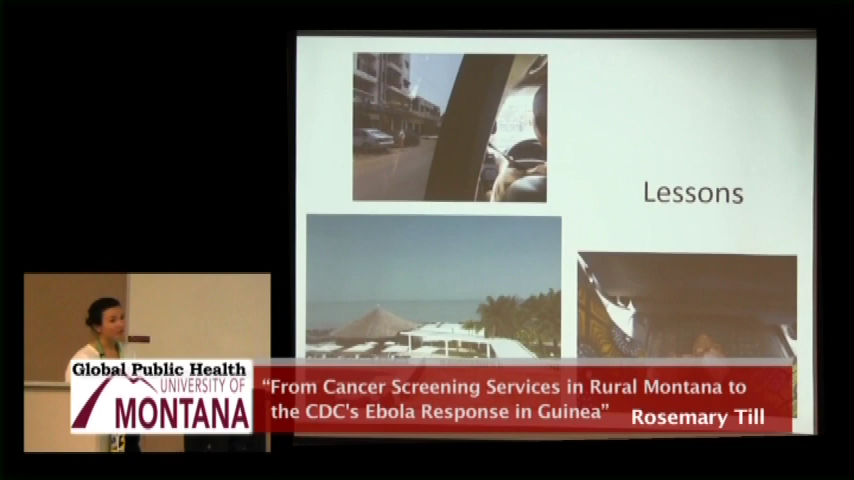 Lessons
Global Public Health
UNIVERSITY OF
MONTANA
“From Cancer Screening Services in Rural Montana to
the CDC's Ebola Response in Guinea”
Rosemary Till